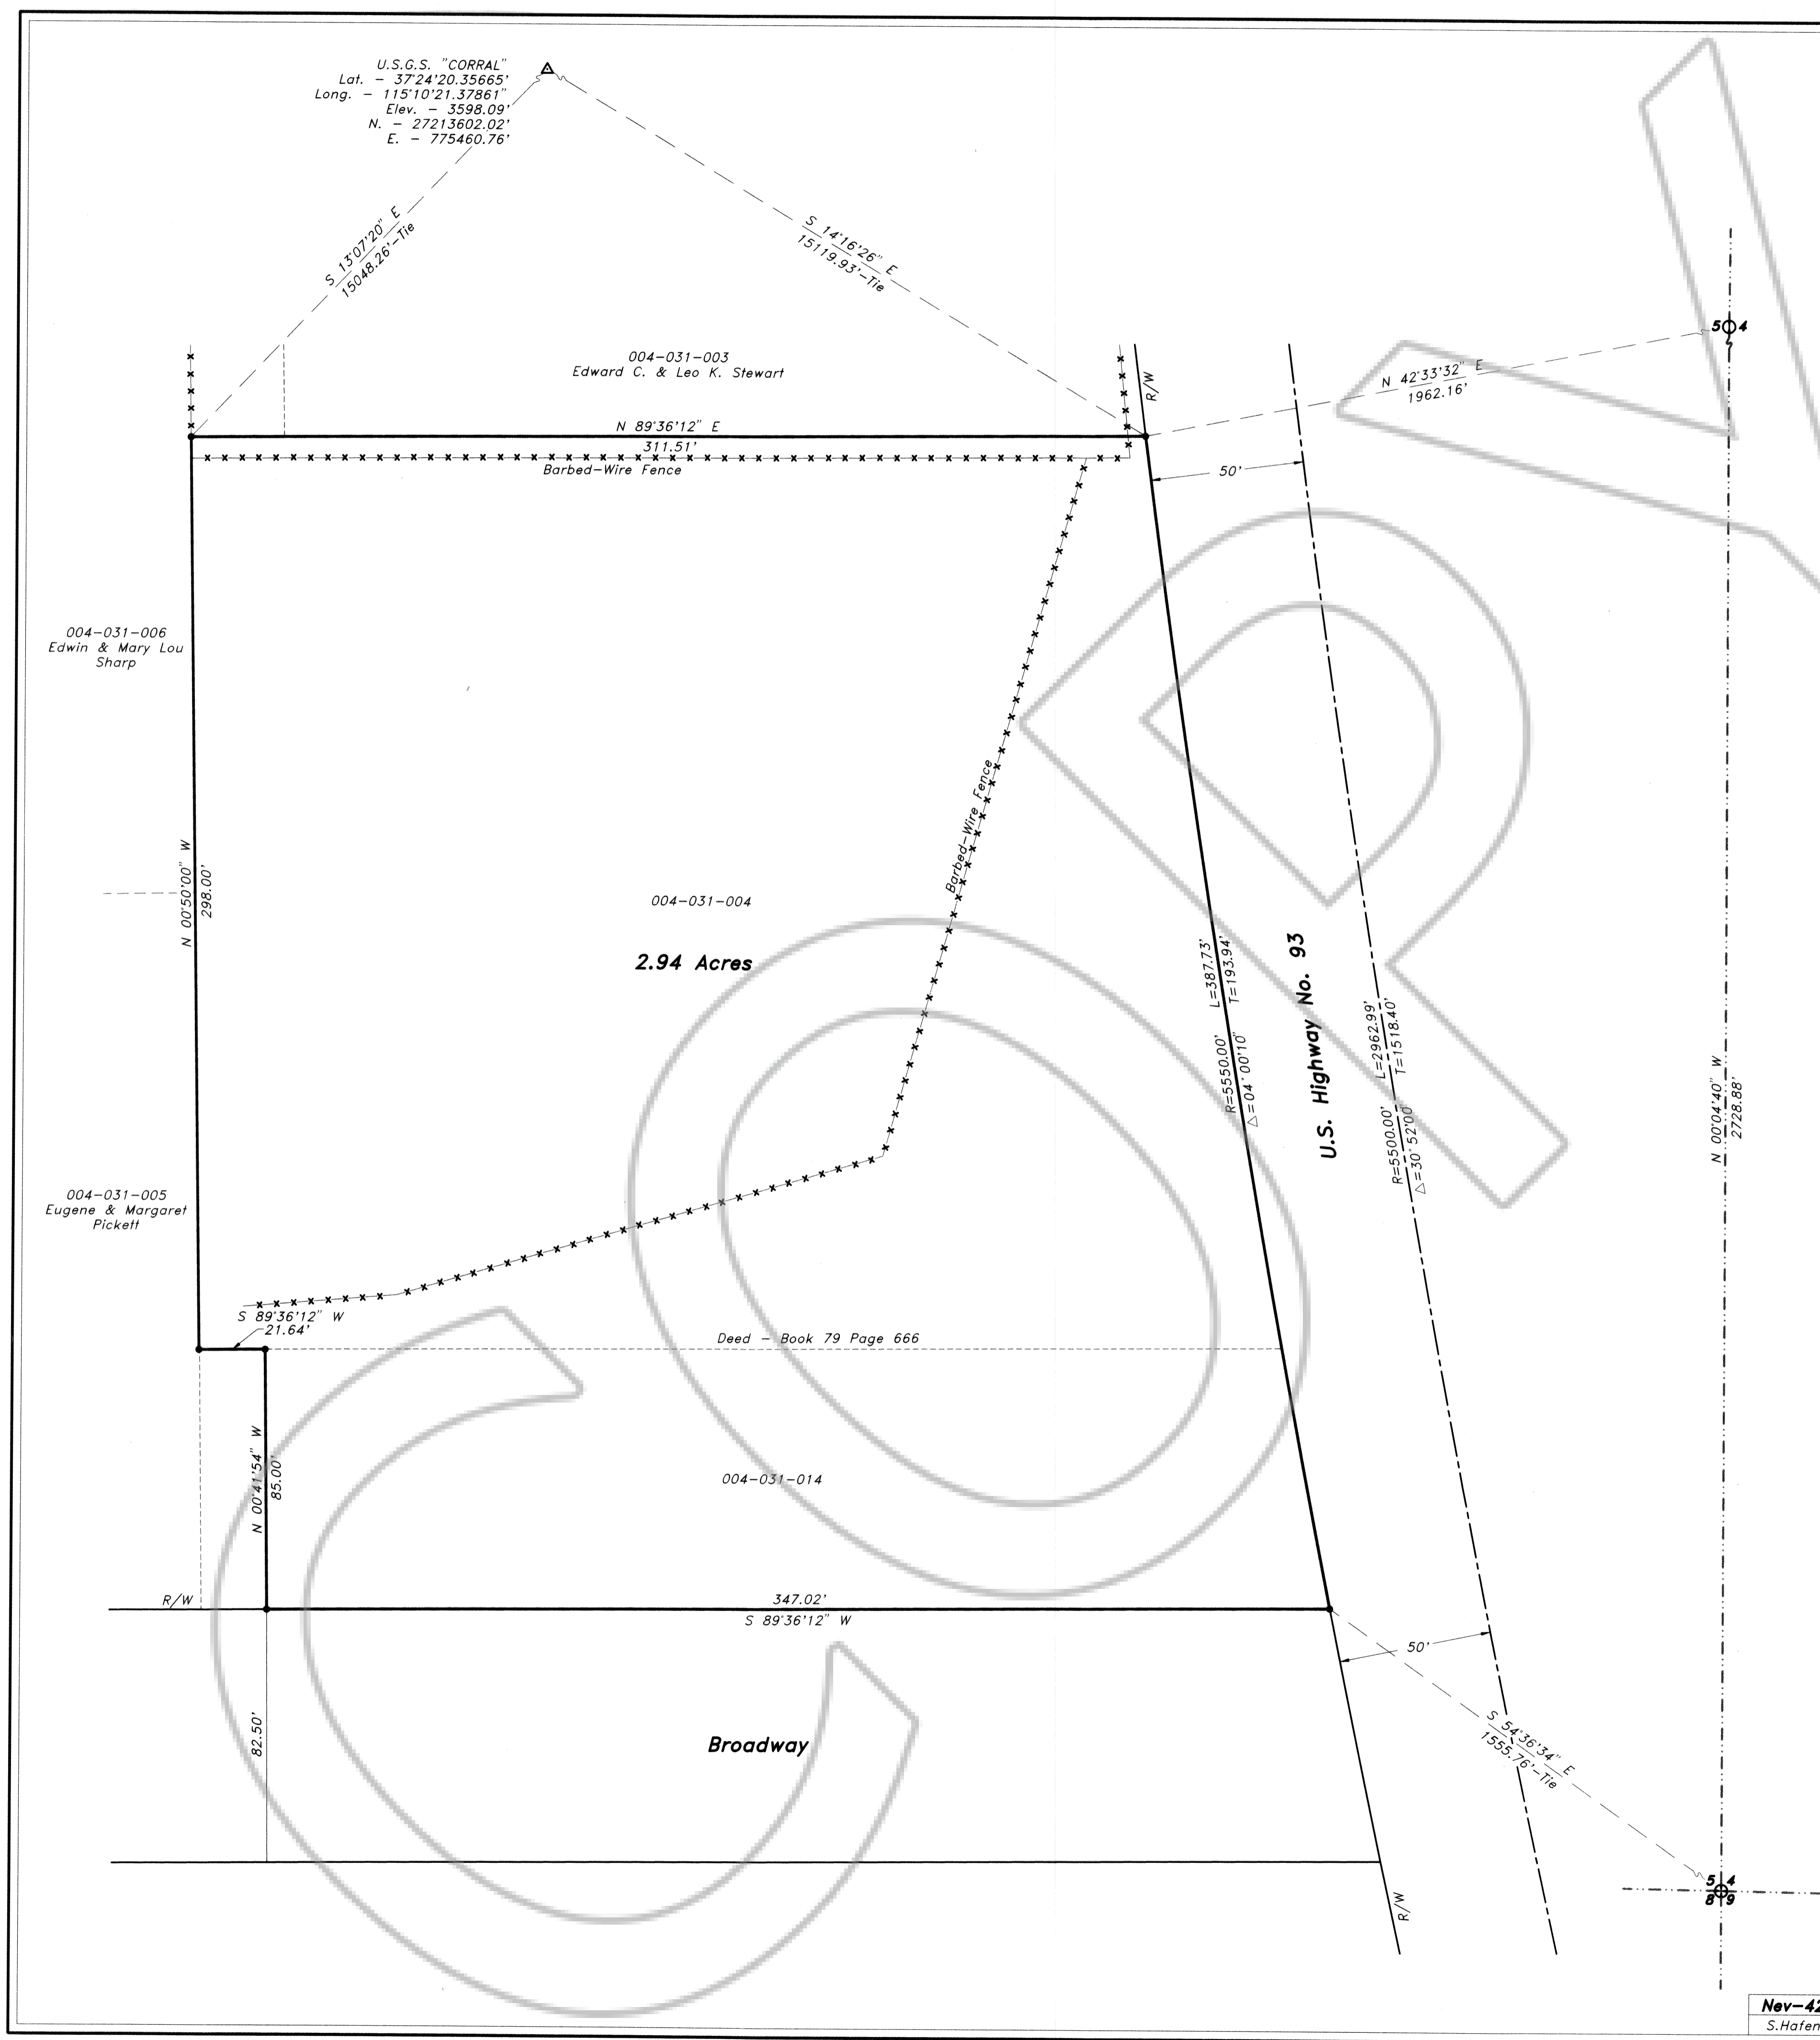 U.S.G.S. "CORRAL"
Lat. - 37°24'20.35665'
Long. - 115°10'21.37861"
Elev. - 3598.09'
N. - 27213602.02'
E. - 775460.76'
S 13°07'20" E
15048.26'-Tie
S 14°16'26" E
15119.93'-Tie
5 4
004-031-003
Edward C. & Leo K. Stewart
R/W
N 42°33'32" E
1962.16'
N 89°36'12" E
311.51'
Barbed-Wire Fence
50'
004-031-006
Edwin & Mary Lou
Sharp
Barbed-Wire Fence
N 00°50'00" W
298.00'
004-031-004
2.94 Acres
L=387.73'
T=193.94'
R=5550.00'
△=04°00'10"
U.S. Highway No. 93
L=2962.99'
T=1518.40'
R=5500.00'
△=30°52'00"
N 00°04'40" W
2728.88'
004-031-005
Eugene & Margaret
Pickett
S 89°36'12" W
21.64'
Deed - Book 79 Page 666
N 00°41'54" W
85.00'
004-031-014
R/W
347.02'
S 89°36'12" W
50'
82.50'
Broadway
S 54°36'34" E
1555.76'-Tie
R/W
5 4
8 9
Nev-42
S.Hafen
COPY